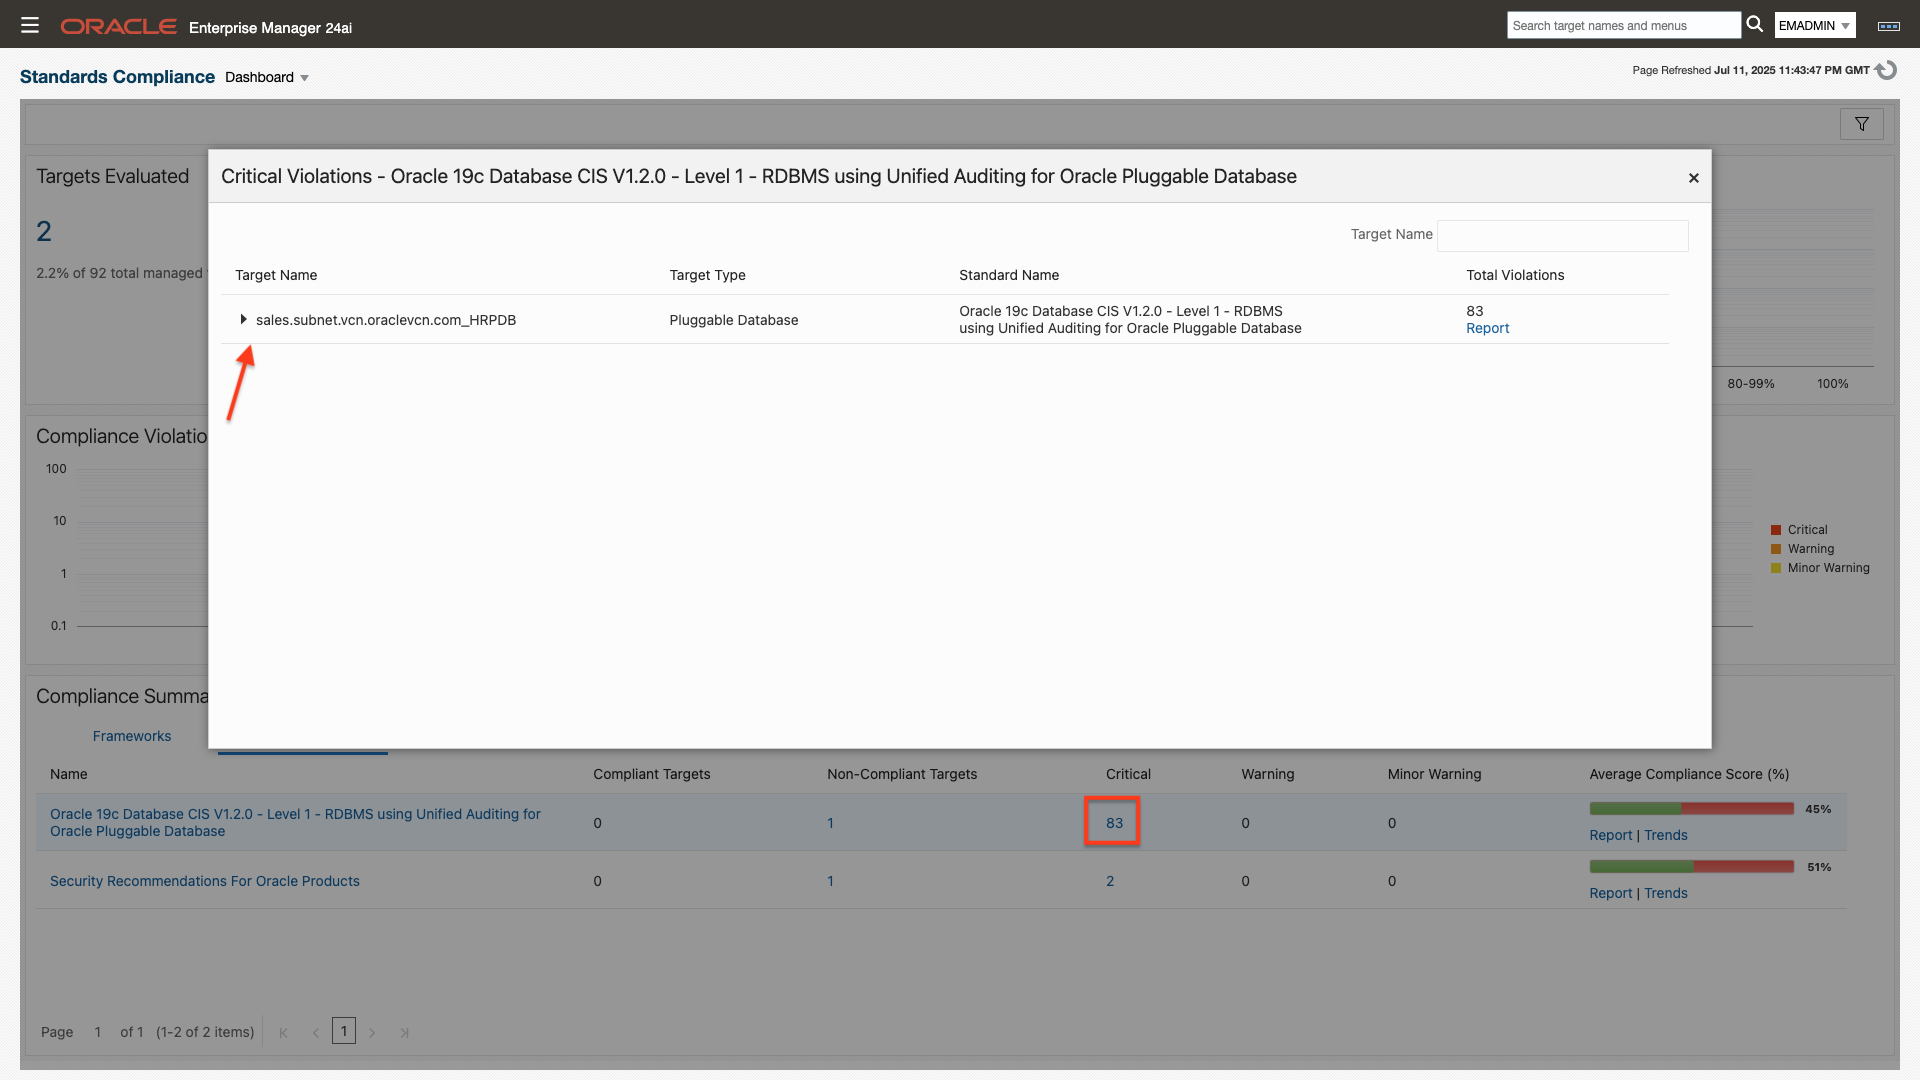 ORACLE Enterprise Manager 24ai
Search target names and menus
EMADMIN
Standards Compliance Dashboard
Page Refreshed Jul 11, 2025 11:43:47 PM GMT
Targets Evaluated
2
2.2% of 92 total managed
Critical Violations - Oracle 19c Database CIS V1.2.0 - Level 1 - RDBMS using Unified Auditing for Oracle Pluggable Database
×
Target Name
Target Name Target Type Standard Name Total Violations
sales.subnet.vcn.oraclevcn.com_HRPDB Pluggable Database Oracle 19c Database CIS V1.2.0 - Level 1 - RDBMS 83
using Unified Auditing for Oracle Pluggable Database Report
80-99% 100%
Compliance Violatio
100
10
1
0.1
Critical
Warning
Minor Warning
Compliance Summa
Frameworks
Name Compliant Targets Non-Compliant Targets Critical Warning Minor Warning Average Compliance Score (%)
Oracle 19c Database CIS V1.2.0 - Level 1 - RDBMS using Unified Auditing for
Oracle Pluggable Database
0 1 83 0 0 45%
Report | Trends
Security Recommendations For Oracle Products 0 1 2 0 0 51%
Report | Trends
Page 1 of 1 (1-2 of 2 items) 1